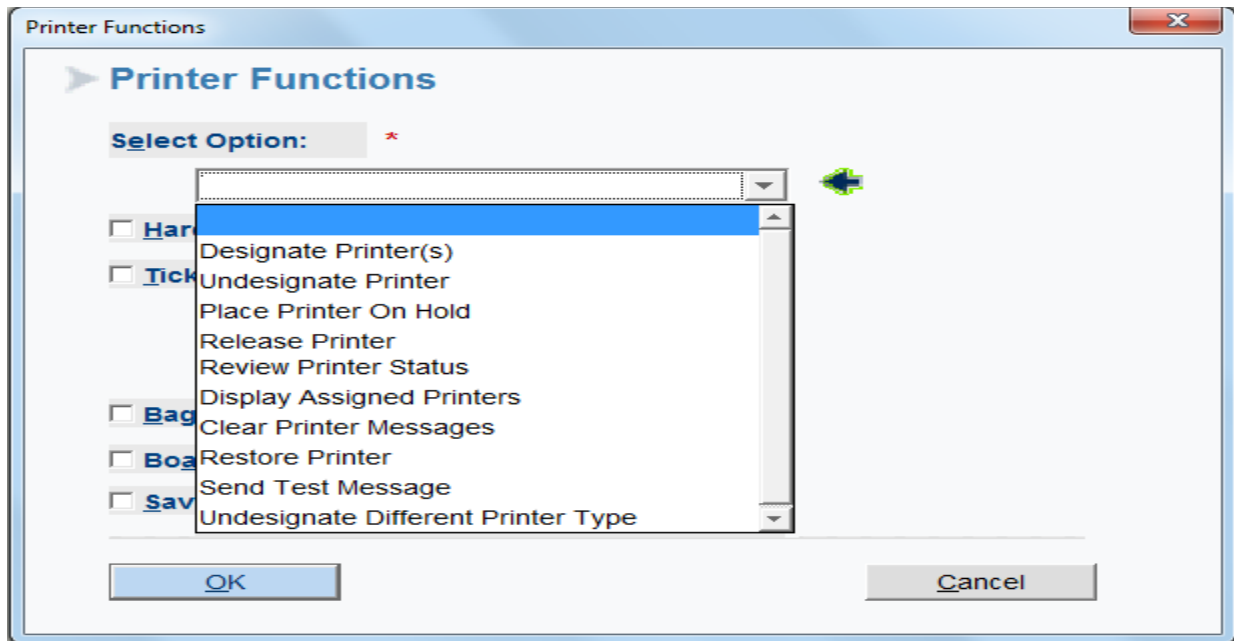 Printer Functions
Printer Functions
Select Option: *
Designate Printer(s)
Undesignate Printer
Place Printer On Hold
Release Printer
Review Printer Status
Display Assigned Printers
Clear Printer Messages
Restore Printer
Send Test Message
Undesignate Different Printer Type
OK
Cancel